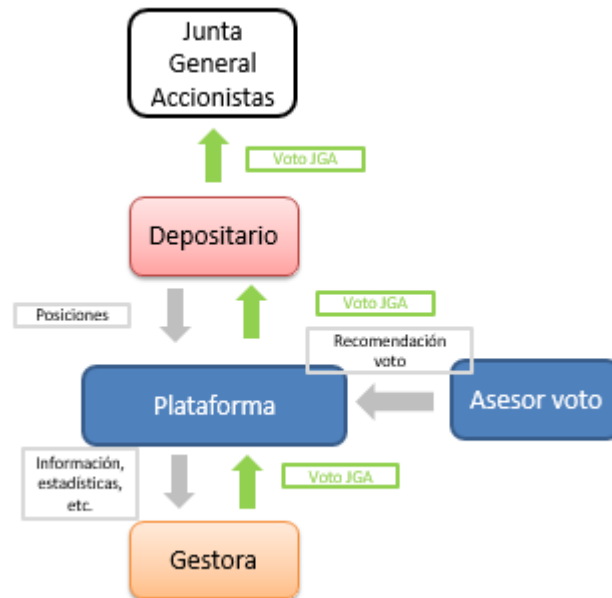 Junta
General
Accionistas
Voto JGA
Depositario
Posiciones
Voto JGA
Recomendación
voto
Plataforma
Asesor voto
Información,
estadísticas,
etc.
Voto JGA
Gestora